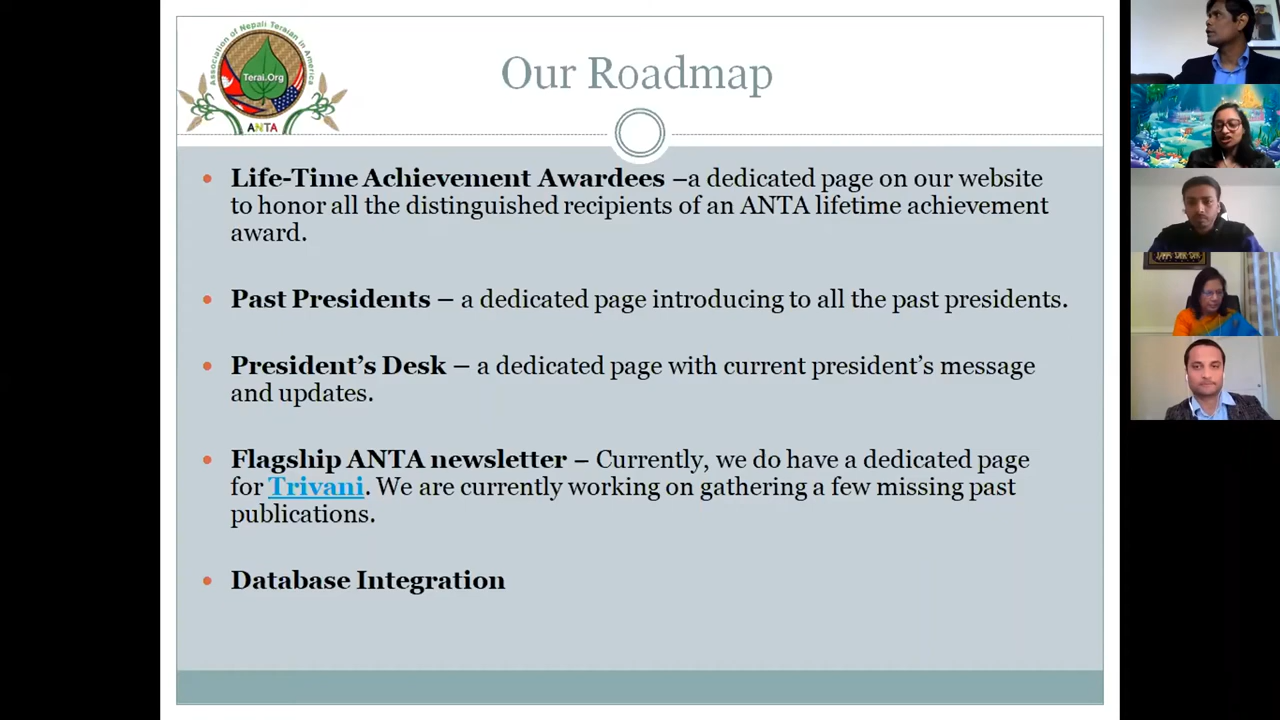 Association of Nepali Teraian in America
Terai.Org
ANTA
Our Roadmap
• Life-Time Achievement Awardees –a dedicated page on our website
to honor all the distinguished recipients of an ANTA lifetime achievement
award.
• Past Presidents – a dedicated page introducing to all the past presidents.
• President’s Desk – a dedicated page with current president’s message
and updates.
• Flagship ANTA newsletter – Currently, we do have a dedicated page
for Trivani. We are currently working on gathering a few missing past
publications.
• Database Integration